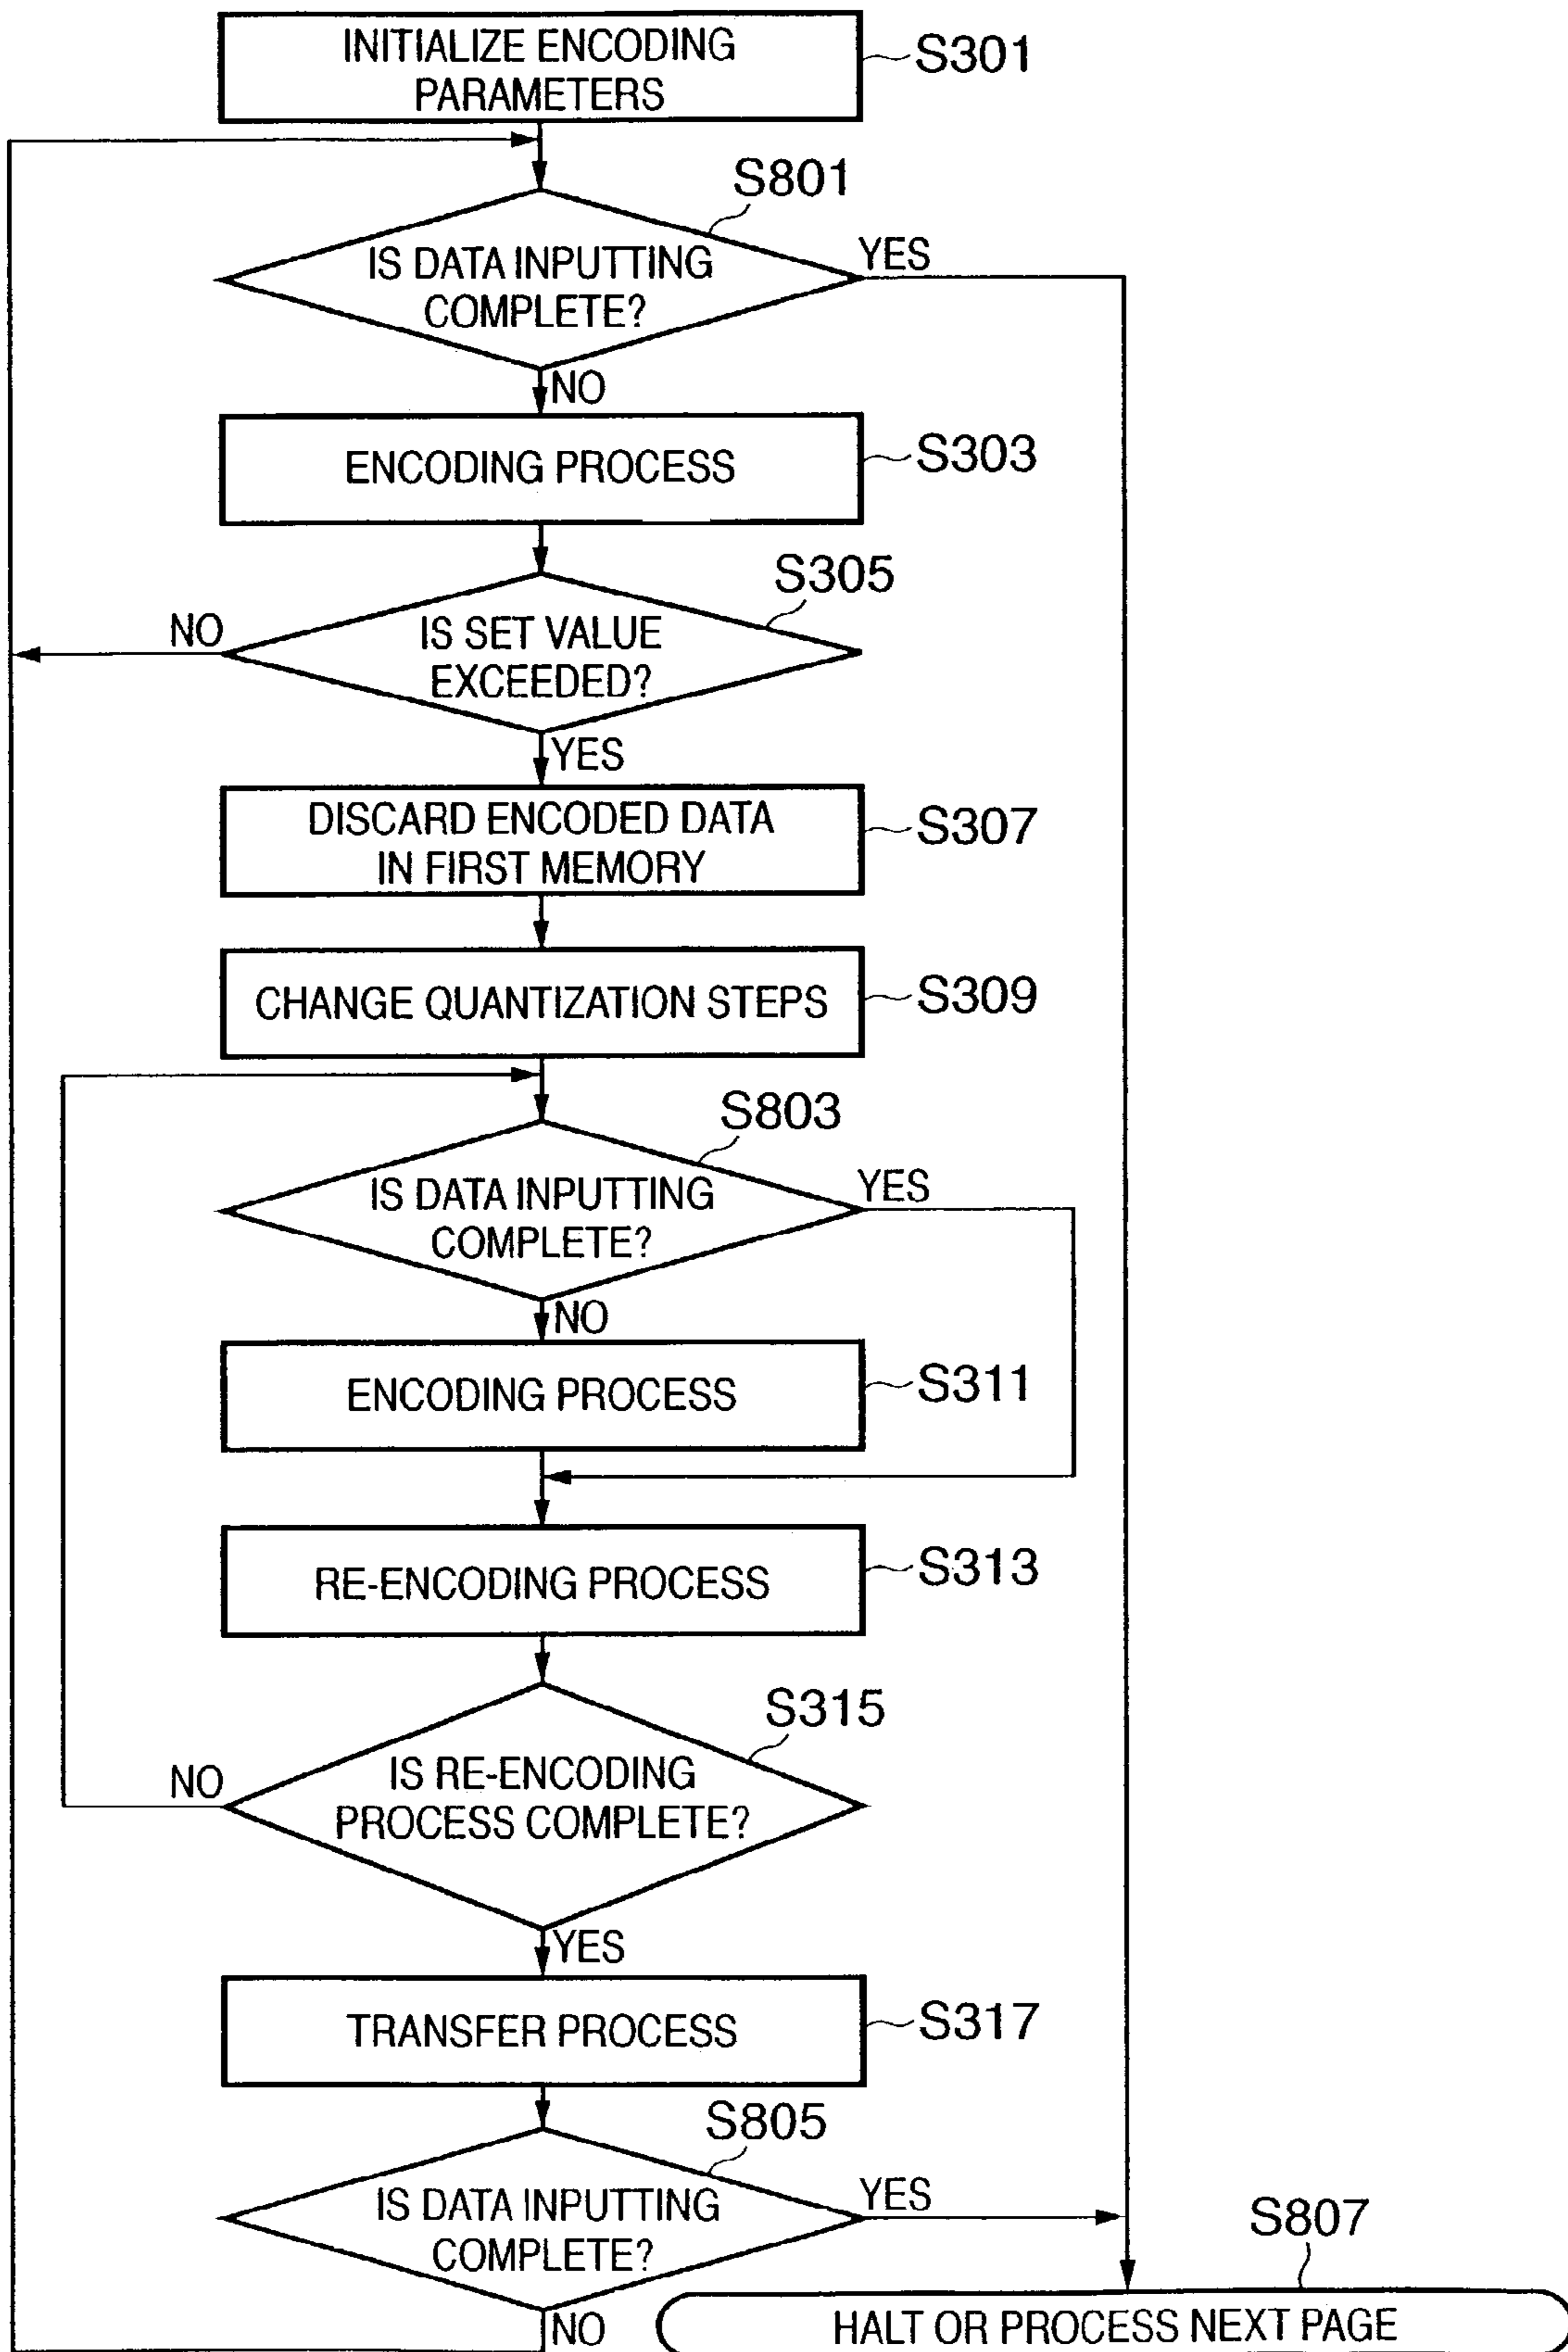 INITIALIZE ENCODING
PARAMETERS
S301
S801
IS DATA INPUTTING
COMPLETE?
YES
NO
ENCODING PROCESS
S303
S305
NO
IS SET VALUE
EXCEEDED?
YES
DISCARD ENCODED DATA
IN FIRST MEMORY
S307
CHANGE QUANTIZATION STEPS
S309
S803
IS DATA INPUTTING
COMPLETE?
YES
NO
ENCODING PROCESS
S311
RE-ENCODING PROCESS
S313
S315
NO
IS RE-ENCODING
PROCESS COMPLETE?
YES
TRANSFER PROCESS
S317
S805
IS DATA INPUTTING
COMPLETE?
YES
NO
S807
HALT OR PROCESS NEXT PAGE